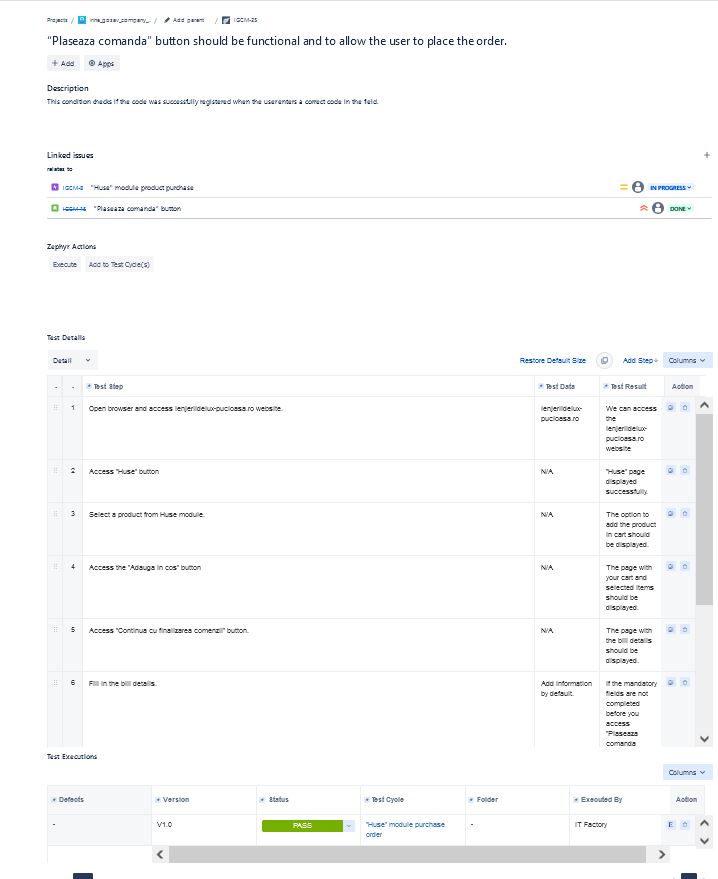 Projects / irina_gosav_company_... / Add parent / IGCM-25
"Plaseaza comanda" button should be functional and to allow the user to place the order.
+ Add Apps
Description
This condition checks if the code was successfully registered when the user enters a correct code in the field.
Linked issues +
relates to
"Huse" module product purchase = IN PROGRESS
"Plaseaza comanda" button DONE
Zephyr Actions
Execute Add to Test Cycle(s)
Test Details
Detail Restore Default Size Add Step+ Columns
- - Test Step Test Data Test Result Action
1 Open browser and access lenjeriidelux-pucioasa.ro website. lenjeriidelux- We can access
pucioasa.ro the
lenjeriidelux-
pucioasa.ro
website
2 Access "Huse" button N/A "Huse" page
displayed
successfully.
3 Select a product from Huse module. N/A The option to
add the product
in cart should
be displayed.
4 Access the "Adauga in cos" button N/A The page with
your cart and
selected items
should be
displayed.
5 Access "Continua cu finalizarea comenzii" button. N/A The page with
the bill details
should be
displayed.
6 Fill in the bill details. Add information If the mandatory
by default. fields are not
completed
before you
access
"Plaseaza
comanda
Test Executions
Columns
Defects Version Status Test Cycle Folder Executed By Action
- V1.0 PASS "Huse" module purchase - IT Factory E
order